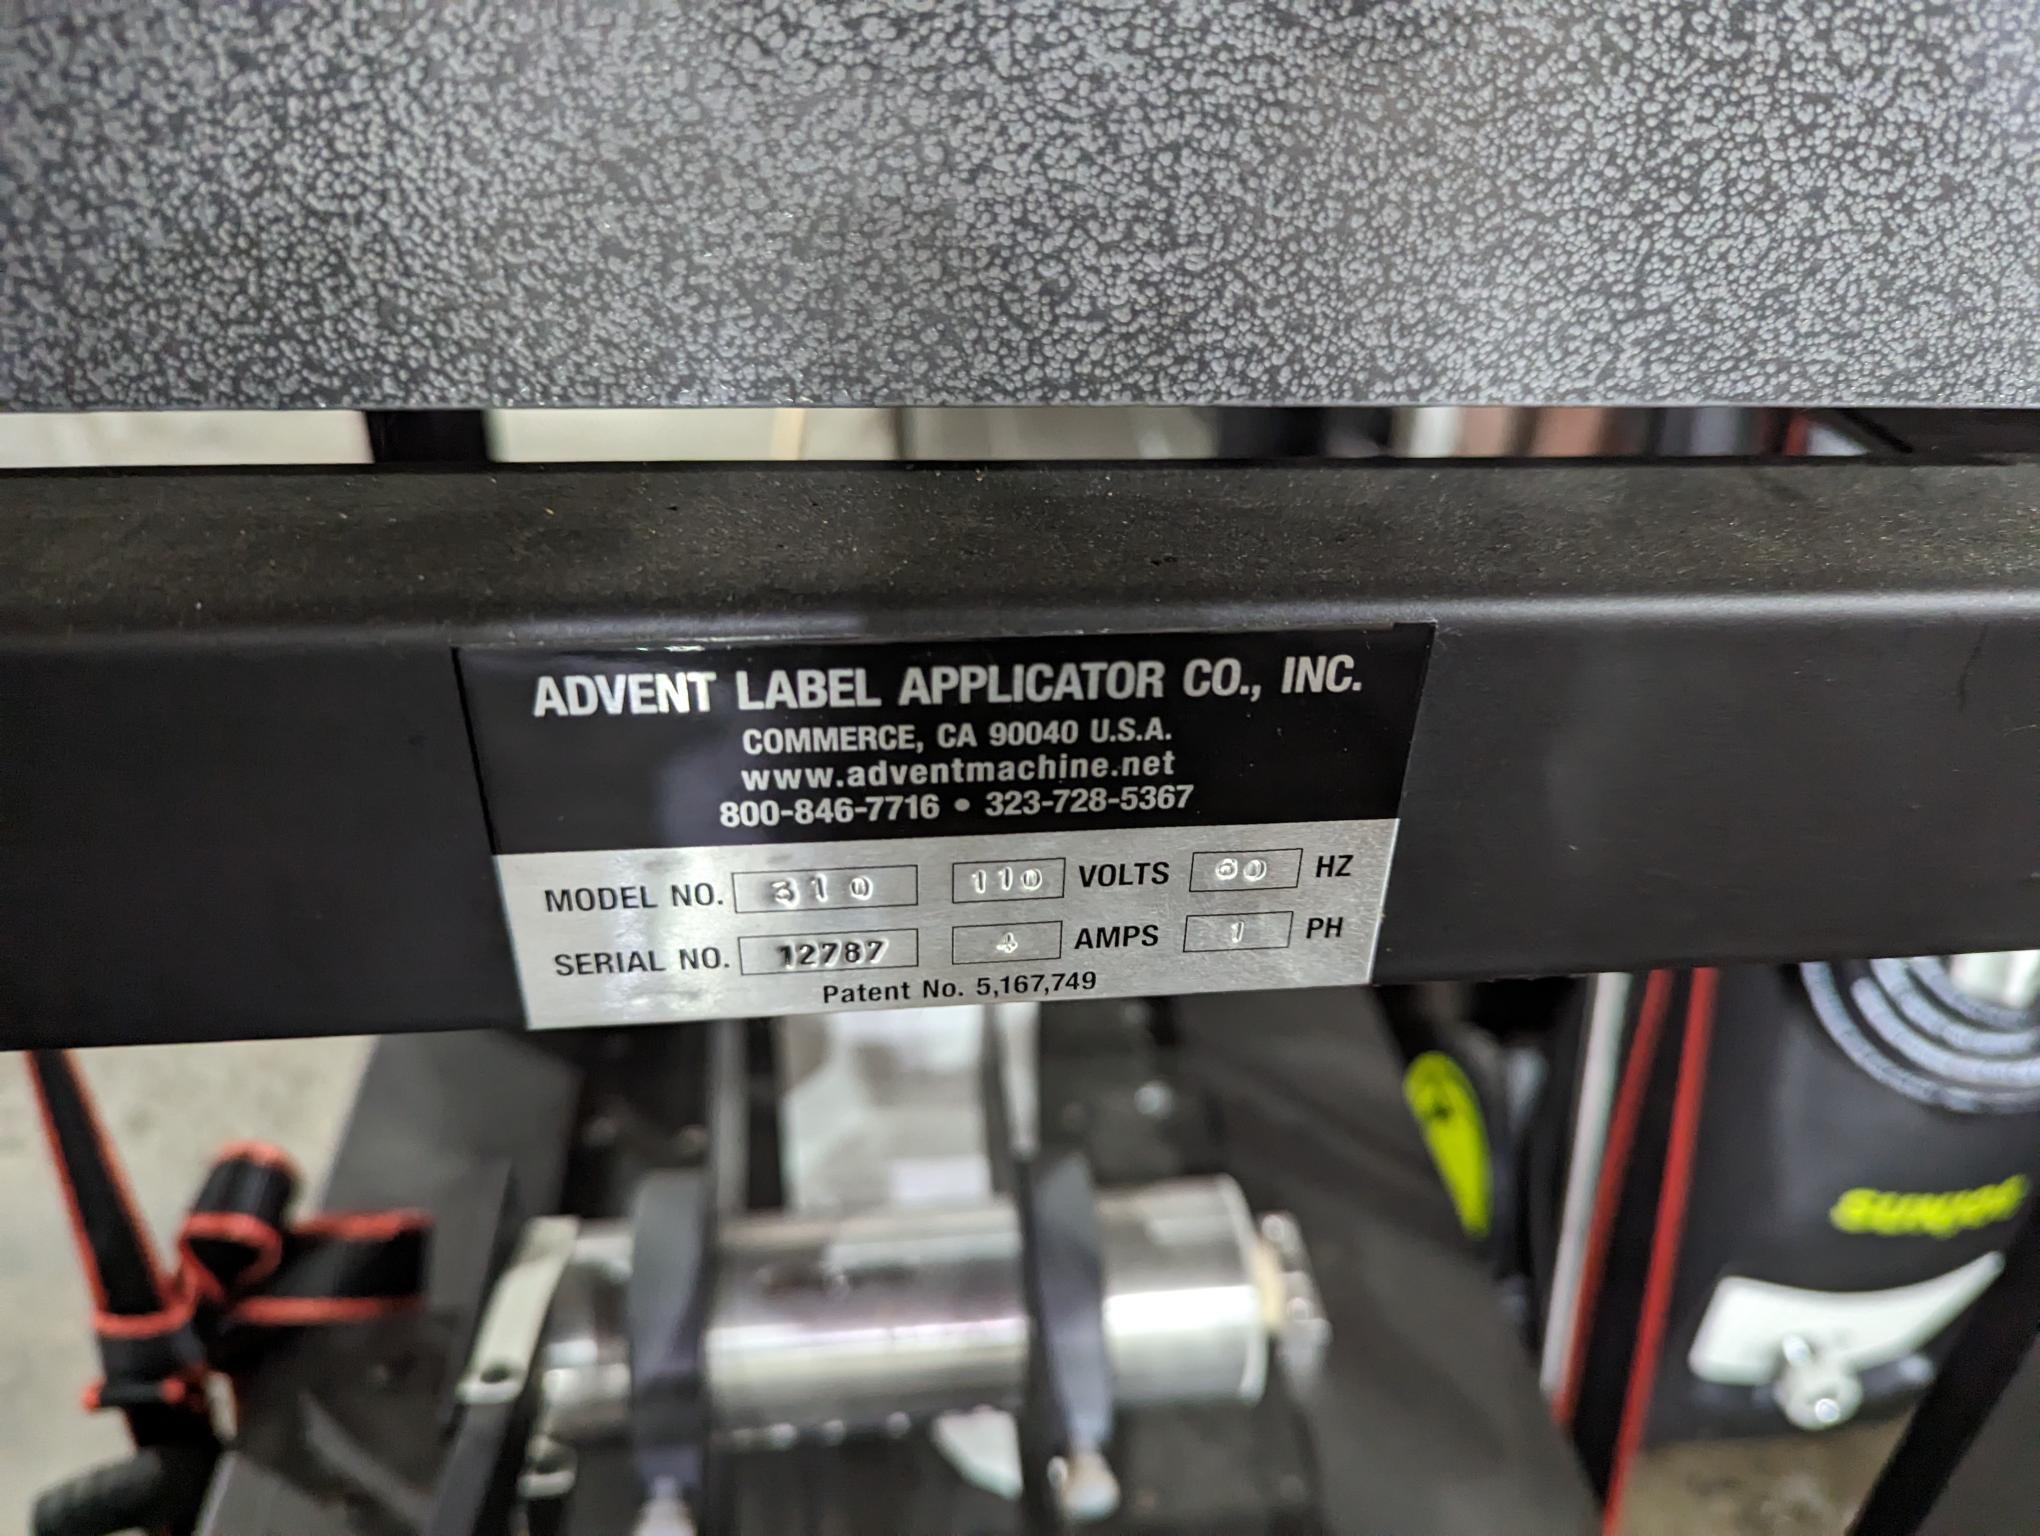 ADVENT LABEL APPLICATOR CO., INC.
COMMERCE, CA 90040 U.S.A.
www.adventmachine.net
800-846-7716 • 323-728-5367
MODEL NO. 310 110 VOLTS 60 HZ
SERIAL NO. 12787 4 AMPS 1 PH
Patent No. 5,167,749